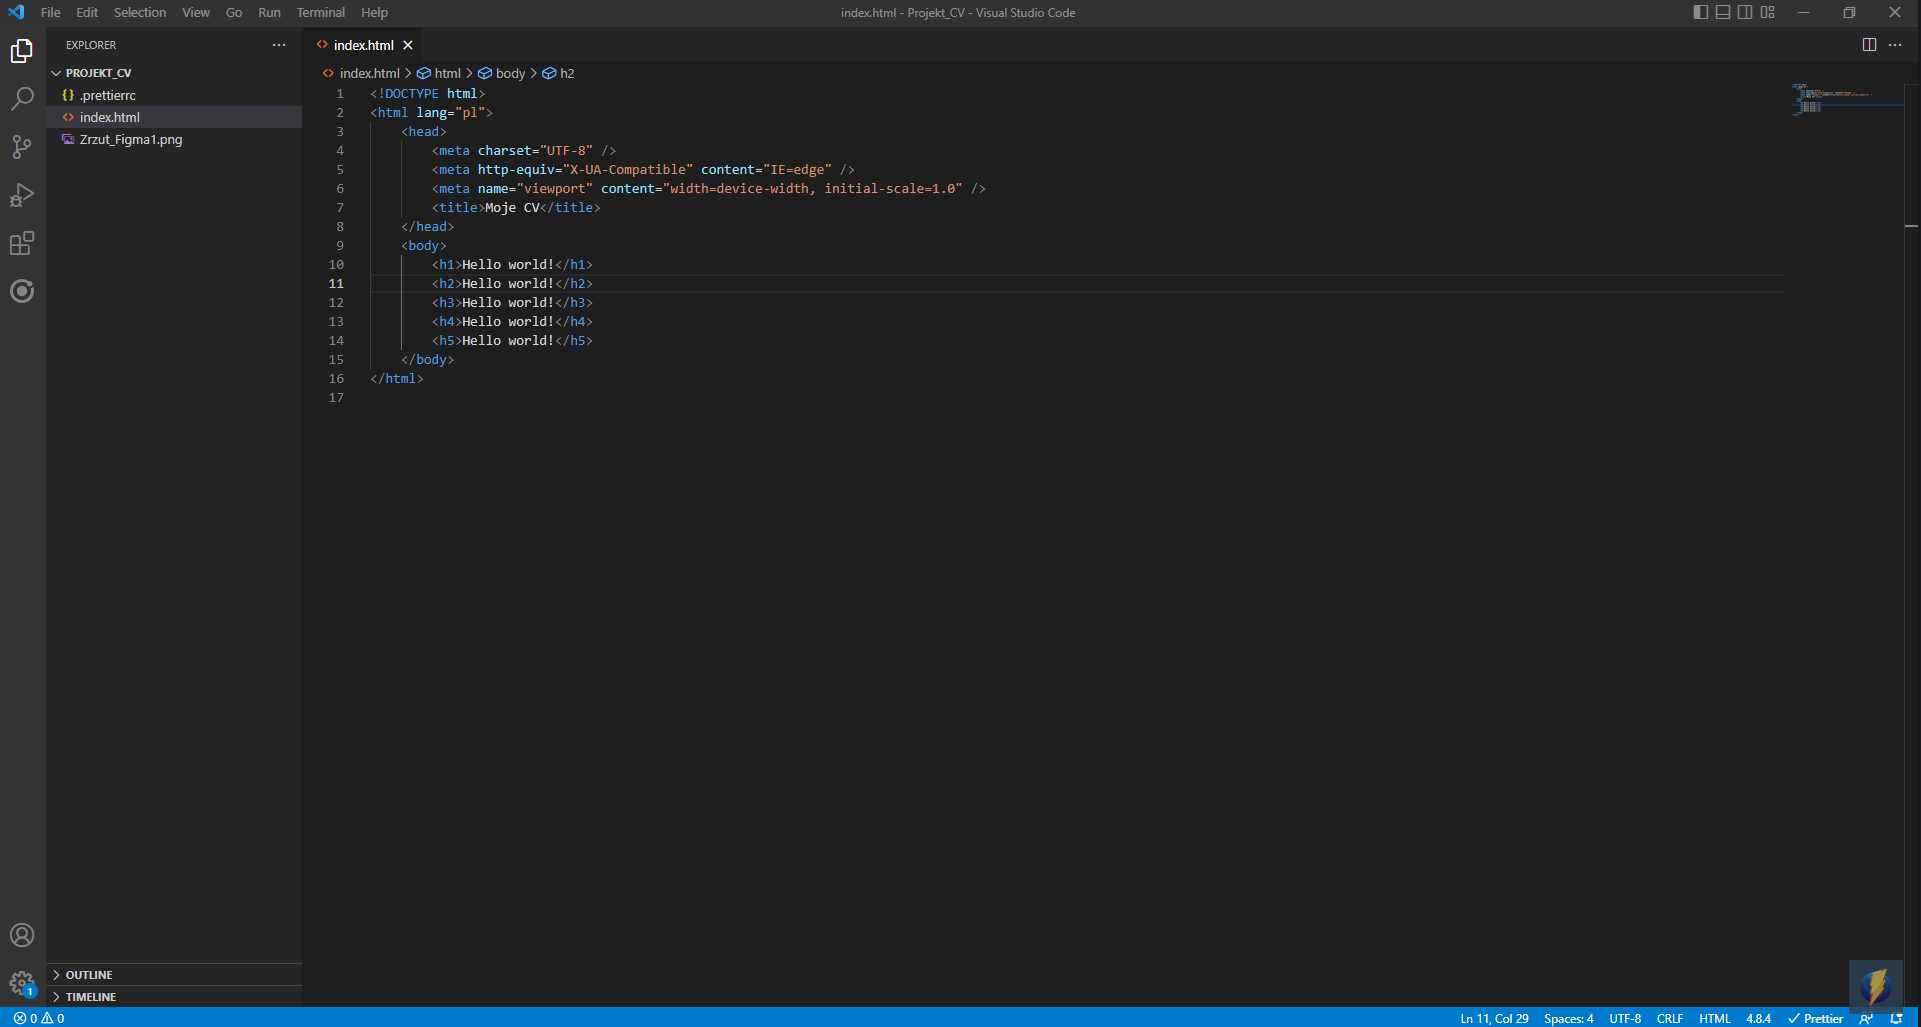 File Edit Selection View Go Run Terminal Help
index.html - Projekt_CV - Visual Studio Code
EXPLORER
PROJEKT_CV
{} .prettierrc
<> index.html
Zrzut_Figma1.png
OUTLINE
TIMELINE
<> index.html
<> index.html > html > body > h2
1 <!DOCTYPE html>
2 <html lang="pl">
3 <head>
4 <meta charset="UTF-8" />
5 <meta http-equiv="X-UA-Compatible" content="IE=edge" />
6 <meta name="viewport" content="width=device-width, initial-scale=1.0" />
7 <title>Moje CV</title>
8 </head>
9 <body>
10 <h1>Hello world!</h1>
11 <h2>Hello world!</h2>
12 <h3>Hello world!</h3>
13 <h4>Hello world!</h4>
14 <h5>Hello world!</h5>
15 </body>
16 </html>
17
1
0 0
Ln 11, Col 29 Spaces: 4 UTF-8 CRLF HTML 4.8.4 Prettier